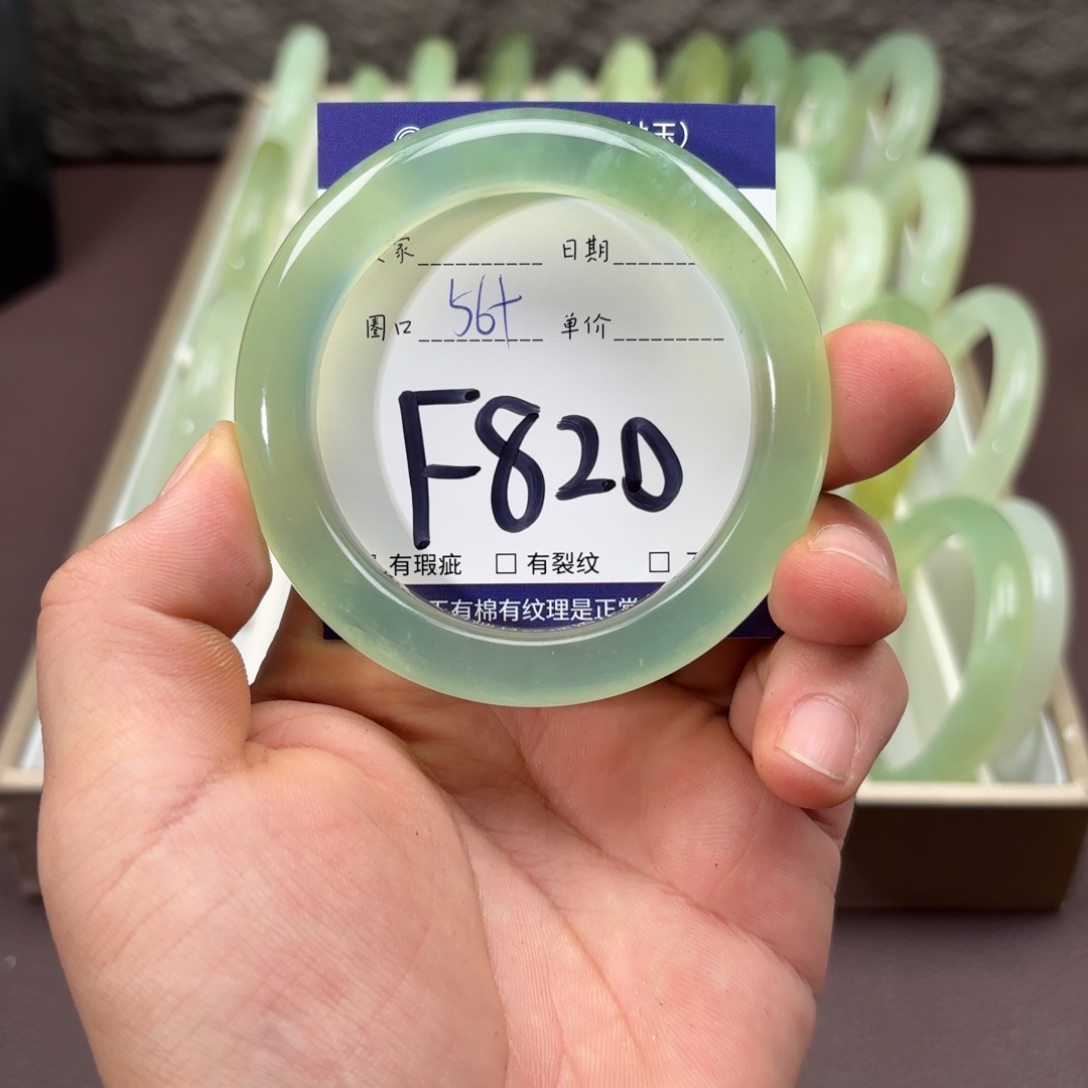 玉）
家 日期
圈口 56+ 单价
F820
有瑕疵 □ 有裂纹 □
有棉有纹理是正常